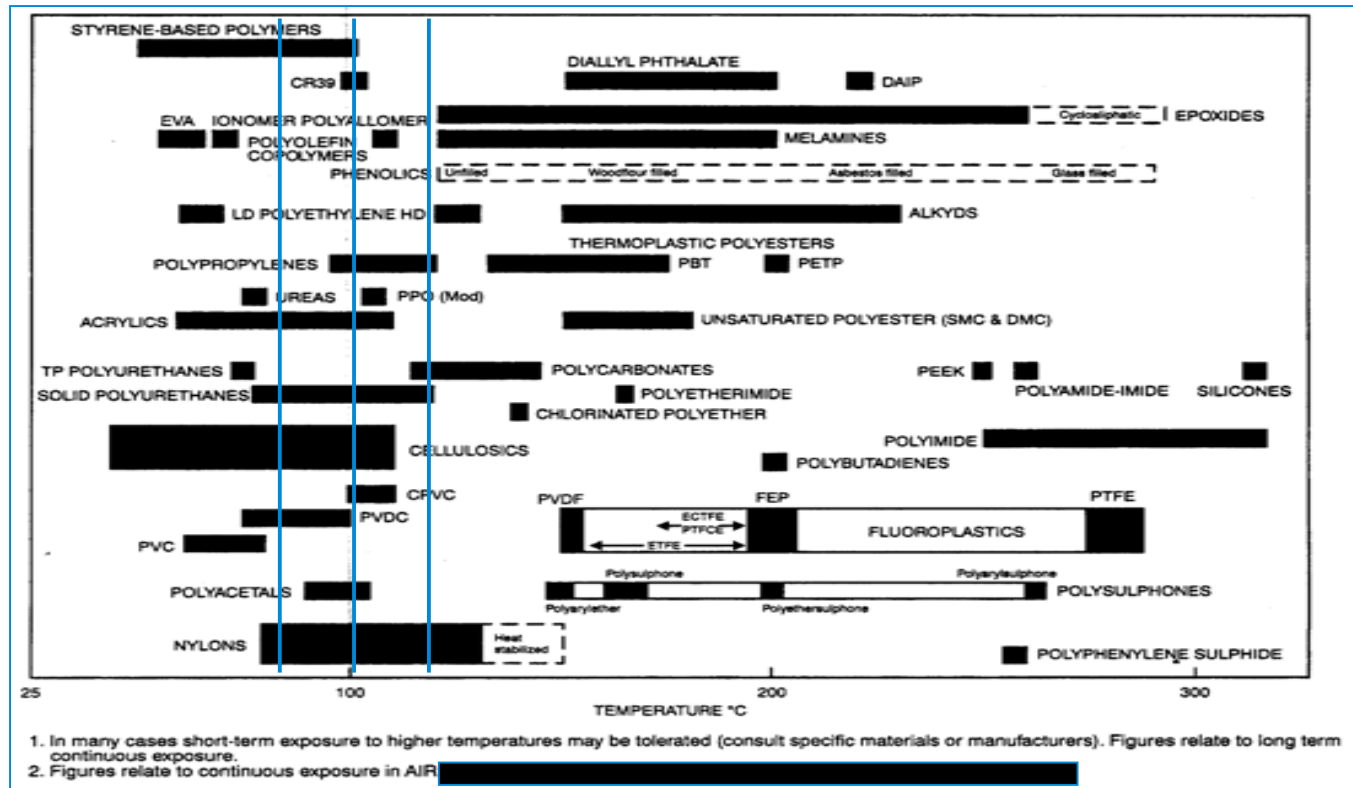 STYRENE-BASED POLYMERS
DIALLYL PHTHALATE
CR39
DAIP
EVA IONOMER POLYALLOMER
Cycloaliphatic
EPOXIDES
POLYOLEFIN
COPOLYMERS
MELAMINES
PHENOLICS Unfilled Woodflour filled Asbestos filled Glass filled
LD POLYETHYLENE HD
ALKYDS
THERMOPLASTIC POLYESTERS
POLYPROPYLENES
PBT
PETP
UREAS
PPO (Mod)
ACRYLICS
UNSATURATED POLYESTER (SMC & DMC)
TP POLYURETHANES
POLYCARBONATES
PEEK
POLYAMIDE-IMIDE
SILICONES
SOLID POLYURETHANES
POLYETHERIMIDE
CHLORINATED POLYETHER
CELLULOSICS
POLYIMIDE
POLYBUTADIENES
CPVC
PVDF
FEP
PTFE
PVDC
ECTFE
PTFCE
ETFE
FLUOROPLASTICS
PVC
Polysulphone
Polyarylsulphone
POLYACETALS
POLYSULPHONES
Polyarylether
Polyethersulphone
NYLONS
Heat
stabilized
POLYPHENYLENE SULPHIDE
25 100 200 300
TEMPERATURE °C
1. In many cases short-term exposure to higher temperatures may be tolerated (consult specific materials or manufacturers). Figures relate to long term
continuous exposure.
2. Figures relate to continuous exposure in AIR